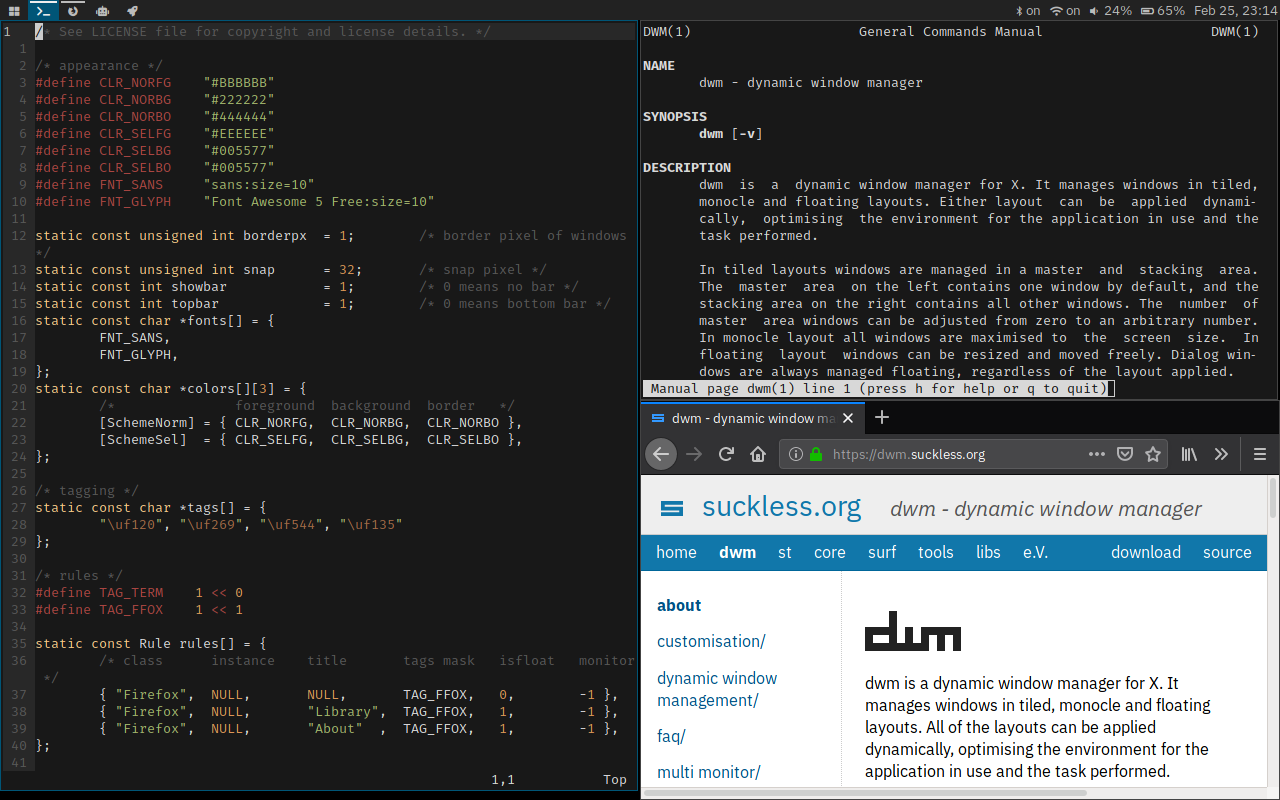 on on 24% 65% Feb 25, 23:14
1 /* See LICENSE file for copyright and license details. */
1
2 /* appearance */
3 #define CLR_NORFG    "#BBBBBB"
4 #define CLR_NORBG    "#222222"
5 #define CLR_NORBO    "#444444"
6 #define CLR_SELFG    "#EEEEEE"
7 #define CLR_SELBG    "#005577"
8 #define CLR_SELBO    "#005577"
9 #define FNT_SANS     "sans:size=10"
10 #define FNT_GLYPH    "Font Awesome 5 Free:size=10"
11
12 static const unsigned int borderpx  = 1;        /* border pixel of windows
*/
13 static const unsigned int snap      = 32;       /* snap pixel */
14 static const int showbar            = 1;        /* 0 means no bar */
15 static const int topbar             = 1;        /* 0 means bottom bar */
16 static const char *fonts[] = {
17         FNT_SANS,
18         FNT_GLYPH,
19 };
20 static const char *colors[][3] = {
21         /*               foreground  background  border   */
22         [SchemeNorm] = { CLR_NORFG,  CLR_NORBG,  CLR_NORBO },
23         [SchemeSel]  = { CLR_SELFG,  CLR_SELBG,  CLR_SELBO },
24 };
25
26 /* tagging */
27 static const char *tags[] = {
28         "\uf120", "\uf269", "\uf544", "\uf135"
29 };
30
31 /* rules */
32 #define TAG_TERM    1 << 0
33 #define TAG_FFOX    1 << 1
34
35 static const Rule rules[] = {
36         /* class      instance    title       tags mask   isfloat   monitor
*/
37         { "Firefox",  NULL,       NULL,       TAG_FFOX,   0,        -1 },
38         { "Firefox",  NULL,       "Library",  TAG_FFOX,   1,        -1 },
39         { "Firefox",  NULL,       "About"  ,  TAG_FFOX,   1,        -1 },
40 };
41
1,1           Top
DWM(1)                     General Commands Manual                     DWM(1)
NAME
dwm - dynamic window manager
SYNOPSIS
dwm [-v]
DESCRIPTION
dwm  is  a  dynamic window manager for X. It manages windows in tiled,
monocle and floating layouts. Either layout  can  be  applied  dynami-
cally,  optimising  the environment for the application in use and the
task performed.
In tiled layouts windows are managed in a master  and  stacking  area.
The  master  area  on the left contains one window by default, and the
stacking area on the right contains all other windows. The  number  of
master  area windows can be adjusted from zero to an arbitrary number.
In monocle layout all windows are maximised to  the  screen  size.  In
floating  layout  windows can be resized and moved freely. Dialog win-
dows are always managed floating, regardless of the layout applied.
Manual page dwm(1) line 1 (press h for help or q to quit)
dwm - dynamic window ma
https://dwm.suckless.org
suckless.org dwm - dynamic window manager
home dwm st core surf tools libs e.V. download source
about
customisation/
dynamic window
management/
faq/
multi monitor/
dwm
dwm is a dynamic window manager for X. It
manages windows in tiled, monocle and floating
layouts. All of the layouts can be applied
dynamically, optimising the environment for the
application in use and the task performed.